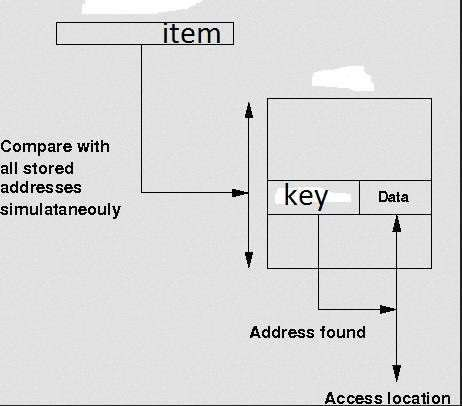 item
Compare with
all stored
addresses
simulataneouly
key
Data
Address found
Access location